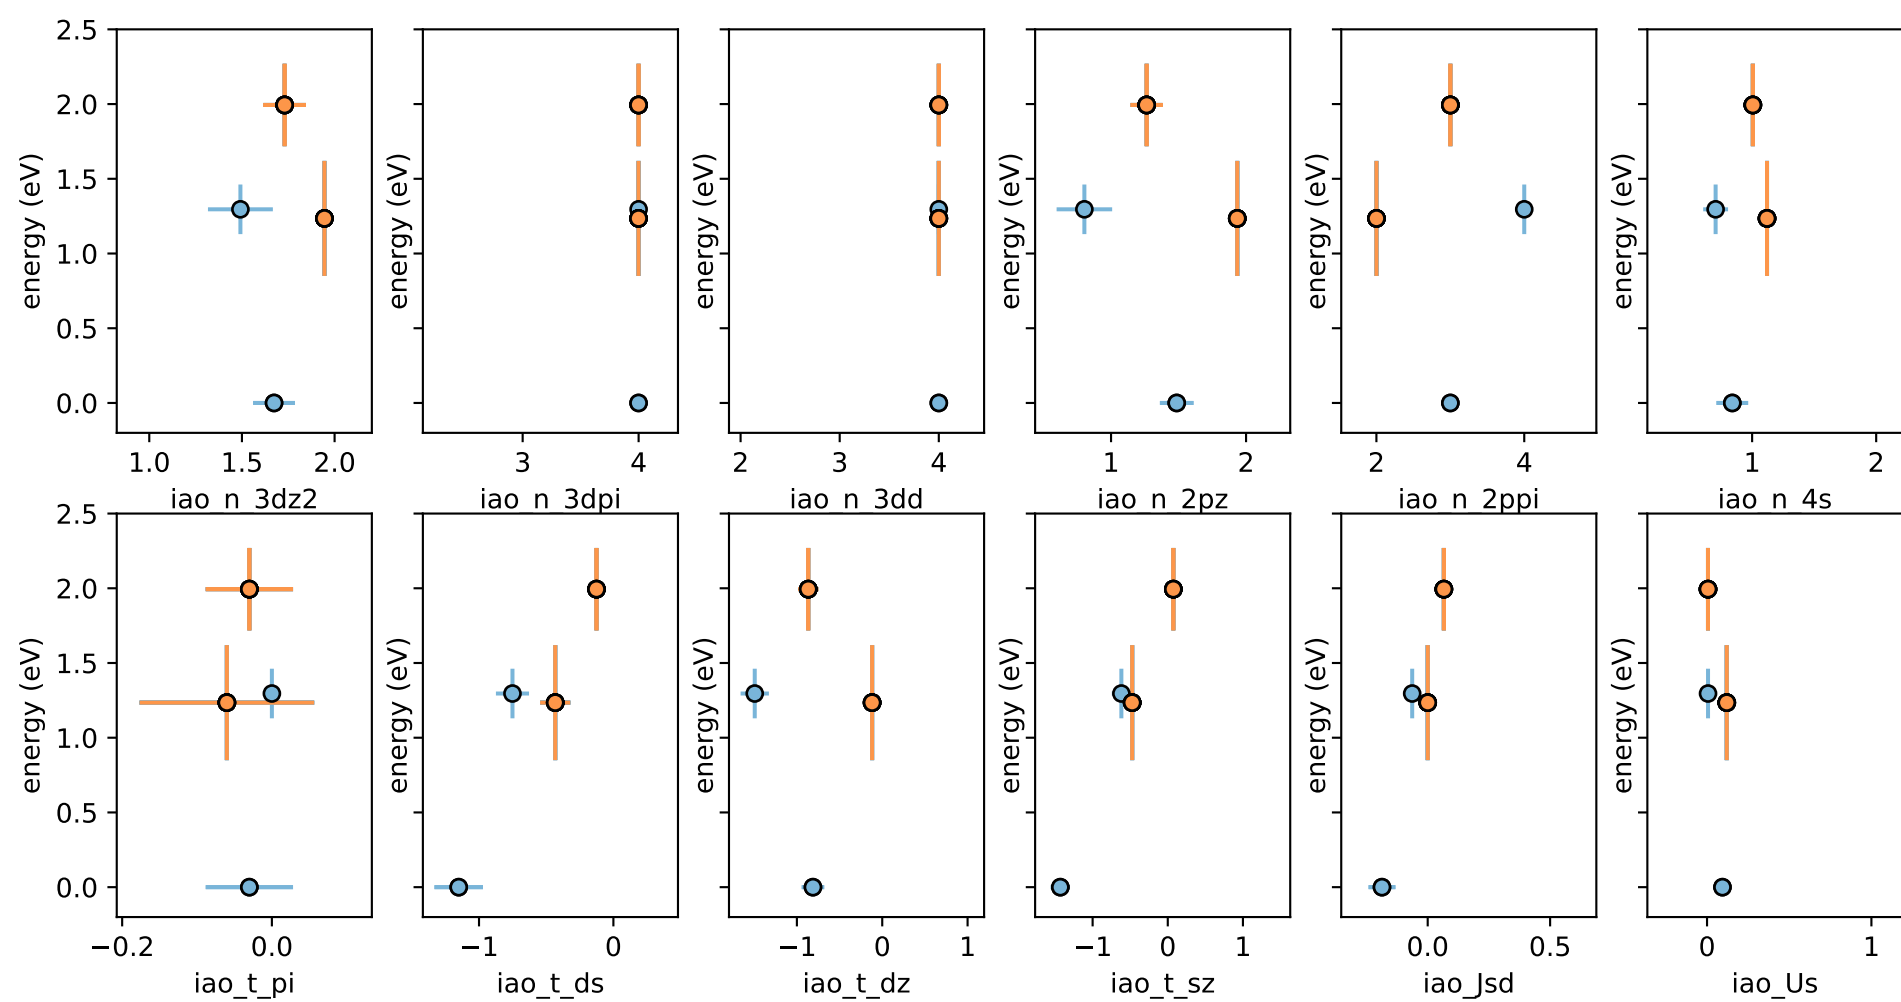 2.5
2.0
1.5
1.0
0.5
0.0
energy (eV)
energy (eV)
energy (eV)
energy (eV)
energy (eV)
energy (eV)
1.0 1.5 2.0
3 4
2 3 4
1 2
2 4
1 2
iao_n_3dz2
iao_n_3dpi
iao_n_3dd
iao_n_2pz
iao_n_2ppi
iao_n_4s
2.5
2.0
1.5
1.0
0.5
0.0
energy (eV)
energy (eV)
energy (eV)
energy (eV)
energy (eV)
energy (eV)
−0.2 0.0
−1 0
−1 0 1
−1 0 1
0.0 0.5
0 1
iao_t_pi
iao_t_ds
iao_t_dz
iao_t_sz
iao_Jsd
iao_Us